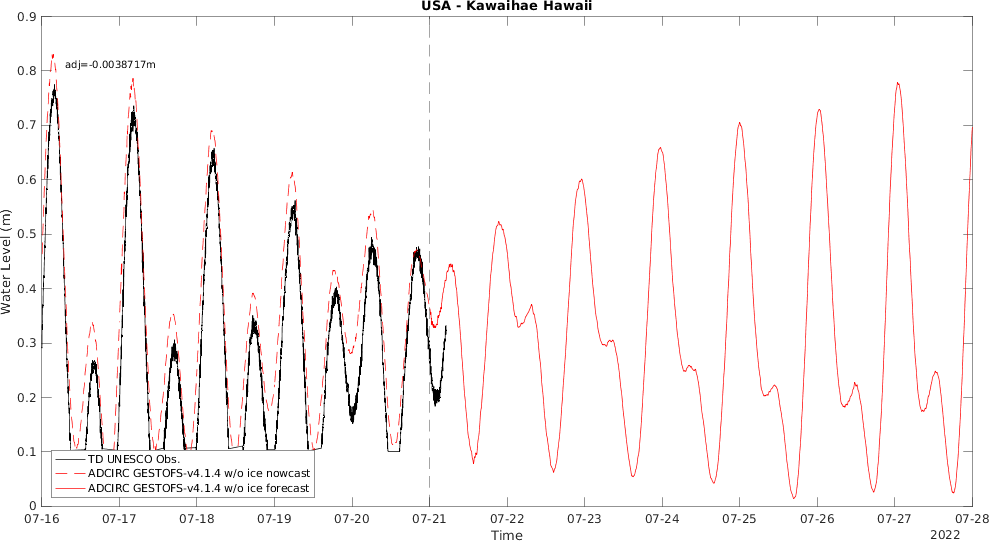 USA - Kawaihae Hawaii
adj=-0.0038717m
Water Level (m)
0.9
0.8
0.7
0.6
0.5
0.4
0.3
0.2
0.1
0
TD UNESCO Obs.
ADCIRC GESTOFS-v4.1.4 w/o ice nowcast
ADCIRC GESTOFS-v4.1.4 w/o ice forecast
07-16 07-17 07-18 07-19 07-20 07-21 07-22 07-23 07-24 07-25 07-26 07-27 07-28
Time
2022